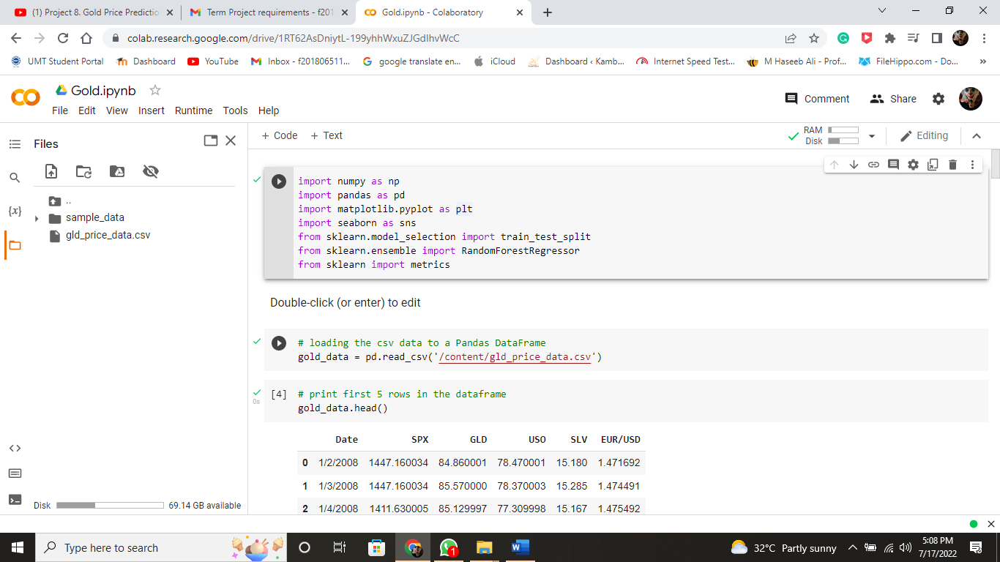 (1) Project 8. Gold Price Predictio
Term Project requirements - f201
Gold.ipynb - Colaboratory
colab.research.google.com/drive/1RT62AsDniytL-199yhhWxuZJGdIhvWcC
UMT Student Portal
Dashboard
YouTube
Inbox - f201806511...
google translate en...
iCloud
Dashboard ‹ Kamb...
Internet Speed Test...
M Haseeb Ali - Prof...
FileHippo.com - Do...
»
Gold.ipynb
Comment
Share
File Edit View Insert Runtime Tools Help
Files
+ Code + Text
RAM
Disk
Editing
..
sample_data
gld_price_data.csv
{x}
import numpy as np
import pandas as pd
import matplotlib.pyplot as plt
import seaborn as sns
from sklearn.model_selection import train_test_split
from sklearn.ensemble import RandomForestRegressor
from sklearn import metrics
Double-click (or enter) to edit
# loading the csv data to a Pandas DataFrame
gold_data = pd.read_csv('/content/gld_price_data.csv')
0s
[4]
# print first 5 rows in the dataframe
gold_data.head()
Date SPX GLD USO SLV EUR/USD
0 1/2/2008 1447.160034 84.860001 78.470001 15.180 1.471692
1 1/3/2008 1447.160034 85.570000 78.370003 15.285 1.474491
2 1/4/2008 1411.630005 85.129997 77.309998 15.167 1.475492
Disk 69.14 GB available
Type here to search
1
32°C Partly sunny
5:08 PM
7/17/2022